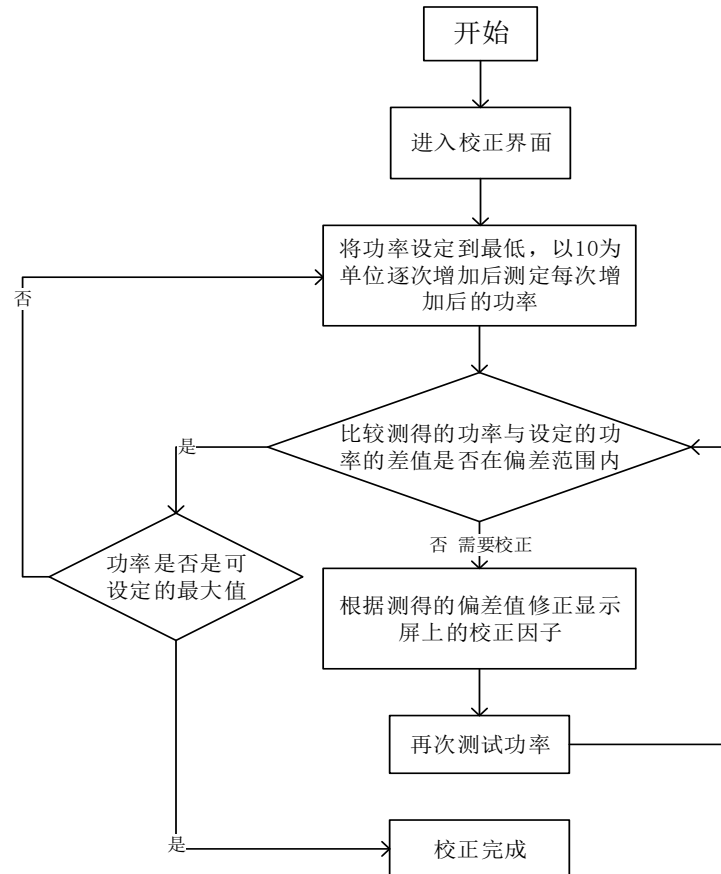 开始
进入校正界面
将功率设定到最低，以10为
单位逐次增加后测定每次增
加后的功率
否
比较测得的功率与设定的功
率的差值是否在偏差范围内
是
否 需要校正
功率是否是可
设定的最大值
根据测得的偏差值修正显示
屏上的校正因子
再次测试功率
是
校正完成